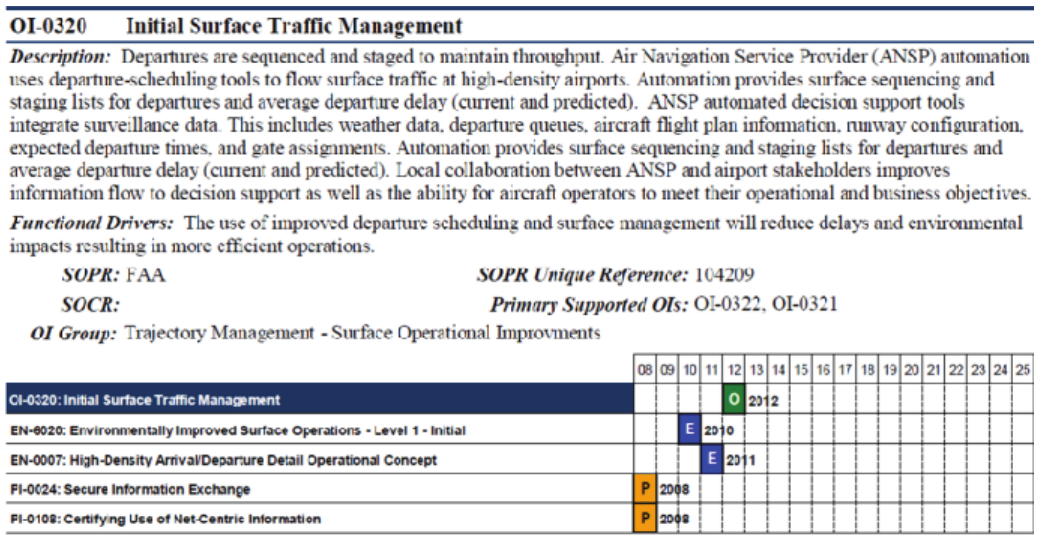 OI-0320 Initial Surface Traffic Management
Description: Departures are sequenced and staged to maintain throughput. Air Navigation Service Provider (ANSP) automation
uses departure-scheduling tools to flow surface traffic at high-density airports. Automation provides surface sequencing and
staging lists for departures and average departure delay (current and predicted). ANSP automated decision support tools
integrate surveillance data. This includes weather data, departure queues, aircraft flight plan information, runway configuration,
expected departure times, and gate assignments. Automation provides surface sequencing and staging lists for departures and
average departure delay (current and predicted). Local collaboration between ANSP and airport stakeholders improves
information flow to decision support as well as the ability for aircraft operators to meet their operational and business objectives.
Functional Drivers: The use of improved departure scheduling and surface management will reduce delays and environmental
impacts resulting in more efficient operations.
SOPR: FAA SOPR Unique Reference: 104209
SOCR: Primary Supported OIs: OI-0322, OI-0321
OI Group: Trajectory Management - Surface Operational Improvments
08 09 10 11 12 13 14 15 16 17 18 19 20 21 22 23 24 25
OI-0320: Initial Surface Traffic Management O 2012
EN-6020: Environmentally Improved Surface Operations - Level 1 - Initial E 2010
EN-0007: High-Density Arrival/Departure Detail Operational Concept E 2011
PI-0024: Secure Information Exchange P 2008
PI-0108: Certifying Use of Net-Centric Information P 2008